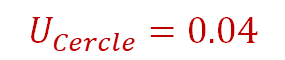 U_Cercle = 0.04